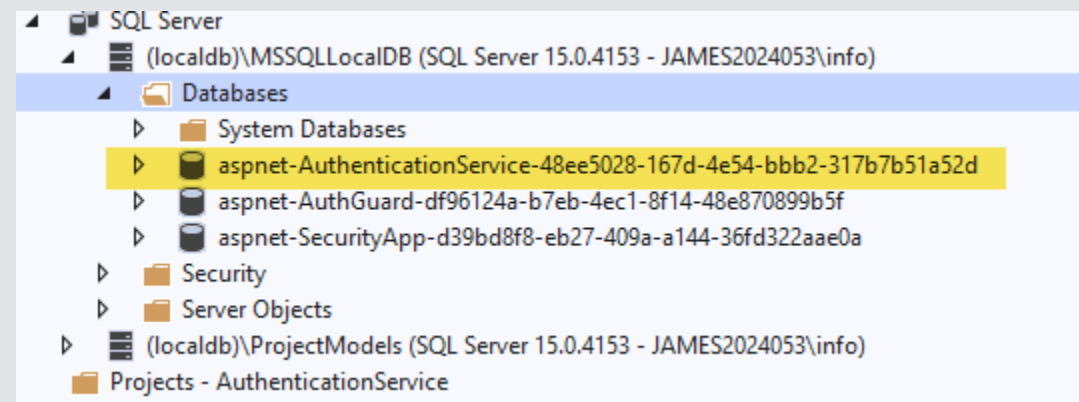 SQL Server
(localdb)\MSSQLLocalDB (SQL Server 15.0.4153 - JAMES2024053\info)
Databases
System Databases
aspnet-AuthenticationService-48ee5028-167d-4e54-bbb2-317b7b51a52d
aspnet-AuthGuard-df96124a-b7eb-4ec1-8f14-48e870899b5f
aspnet-SecurityApp-d39bd8f8-eb27-409a-a144-36fd322aae0a
Security
Server Objects
(localdb)\ProjectModels (SQL Server 15.0.4153 - JAMES2024053\info)
Projects - AuthenticationService